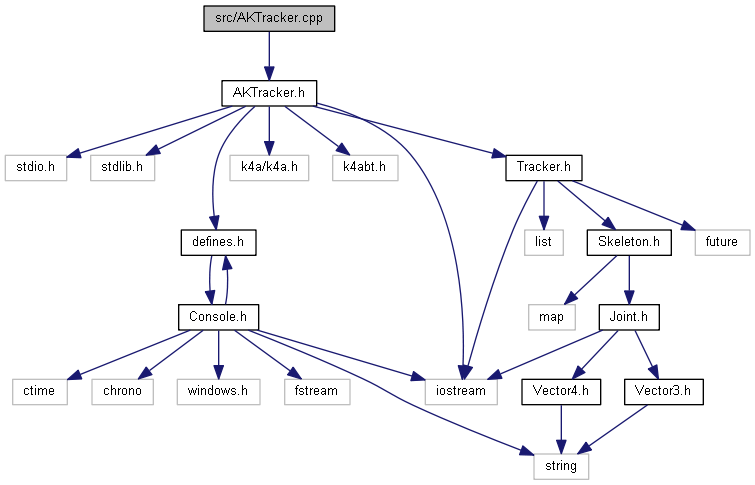 src/AKTracker.cpp
AKTracker.h
stdio.h
stdlib.h
k4a/k4a.h
k4abt.h
Tracker.h
defines.h
list
Skeleton.h
future
Console.h
map
Joint.h
ctime
chrono
windows.h
fstream
iostream
Vector4.h
Vector3.h
string